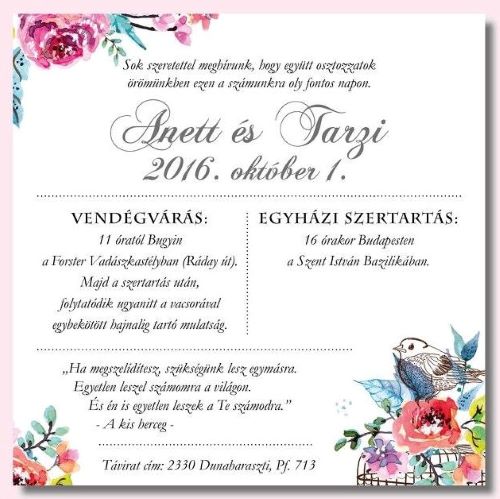 Sok szeretettel meghírunk, hogy együtt osztozzatok
örömünkben ezen a számunkra oly fontos napon.
Anett és Tarzi
2016. október 1.
VENDÉGVÁRÁS:
11 órától Bugyin
a Forster Vadászkastélyban (Ráday út).
Majd a szertartás után,
folytatódik ugyanitt a vacsorával
egybekötött hajnalig tartó mulatság.
EGYHÁZI SZERTARTÁS:
16 órakor Budapesten
a Szent István Bazilikában.
„Ha megszelídítesz, szükségünk lesz egymásra.
Egyetlen leszel számomra a világon.
És én is egyetlen leszek a Te számodra.”
- A kis herceg -
Távirat cím: 2330 Dunaharaszti, Pf. 713